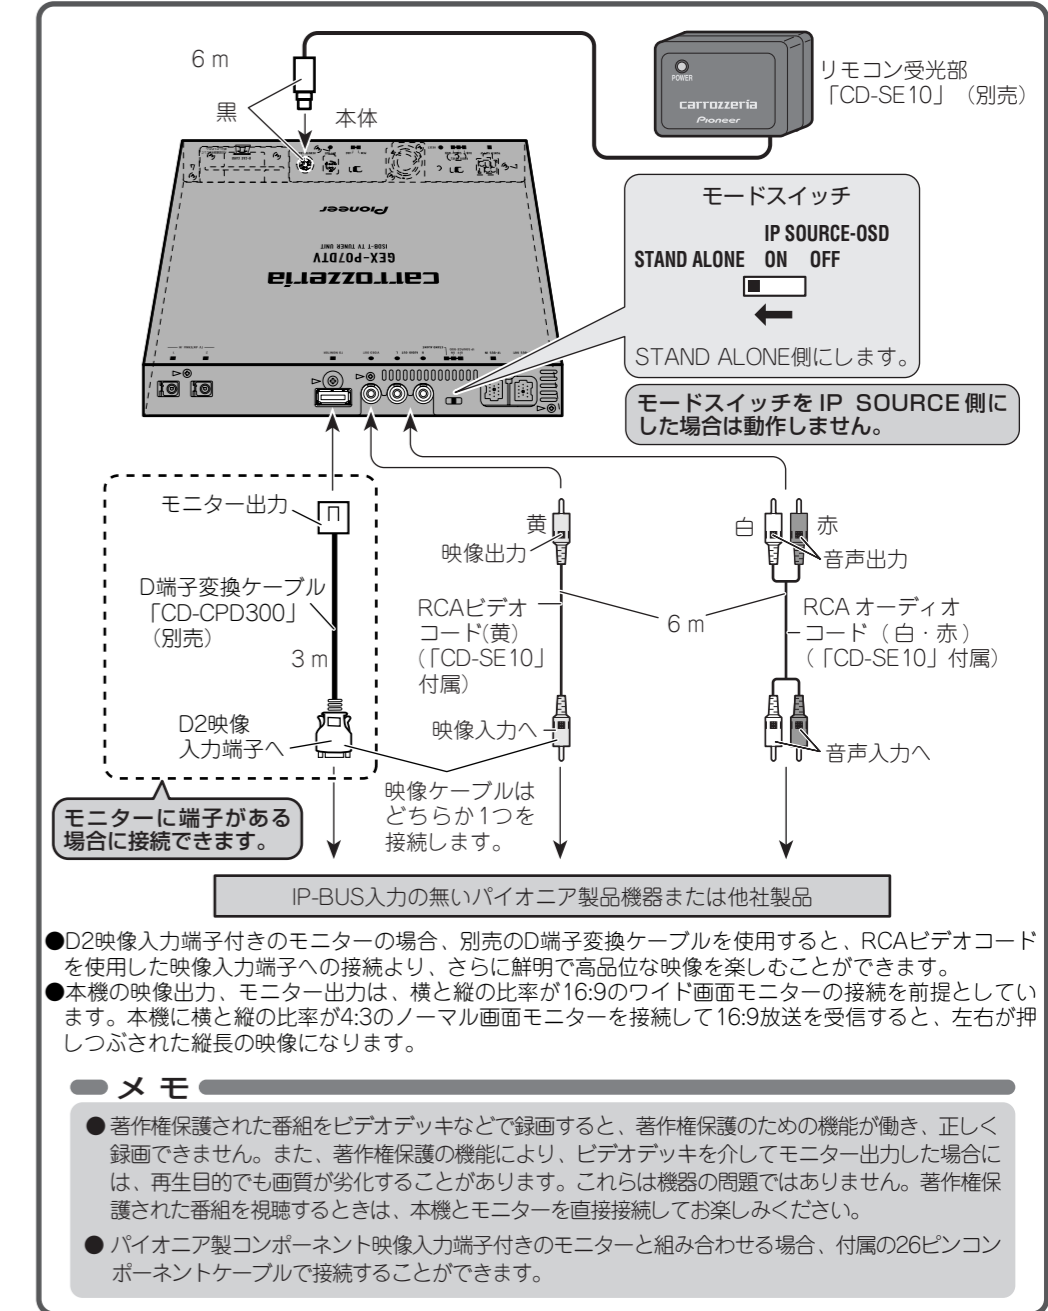 6 m
黒
本体
POWER
carrozzeria
Pioneer
リモコン受光部
「CD-SE10」（別売）
Pioneer
ISDB-T TV TUNER UNIT
GEX-P07DTV
carrozzeria
モードスイッチ
IP SOURCE-OSD
STAND ALONE ON OFF
STAND ALONE側にします。
モードスイッチを IP SOURCE 側に
した場合は動作しません。
モニター出力
D端子変換ケーブル
「CD-CPD300」
（別売）
3 m
D2映像
入力端子へ
モニターに端子がある
場合に接続できます。
黄
映像出力
RCAビデオ
コード(黄)
(「CD-SE10」
付属)
映像入力へ
映像ケーブルは
どちらか1つを
接続します。
6 m
白
赤
音声出力
RCA オーディオ
コード（白・赤）
（「CD-SE10」付属）
音声入力へ
IP-BUS入力の無いパイオニア製品機器または他社製品
●D2映像入力端子付きのモニターの場合、別売のD端子変換ケーブルを使用すると、RCAビデオコード
を使用した映像入力端子への接続より、さらに鮮明で高品位な映像を楽しむことができます。
●本機の映像出力、モニター出力は、横と縦の比率が16:9のワイド画面モニターの接続を前提としてい
ます。本機に横と縦の比率が4:3のノーマル画面モニターを接続して16:9放送を受信すると、左右が押
しつぶされた縦長の映像になります。
メモ
● 著作権保護された番組をビデオデッキなどで録画すると、著作権保護のための機能が働き、正しく
録画できません。また、著作権保護の機能により、ビデオデッキを介してモニター出力した場合に
は、再生目的でも画質が劣化することがあります。これらは機器の問題ではありません。著作権保
護された番組を視聴するときは、本機とモニターを直接接続してお楽しみください。
● パイオニア製コンポーネント映像入力端子付きのモニターと組み合わせる場合、付属の26ピンコン
ポーネントケーブルで接続することができます。